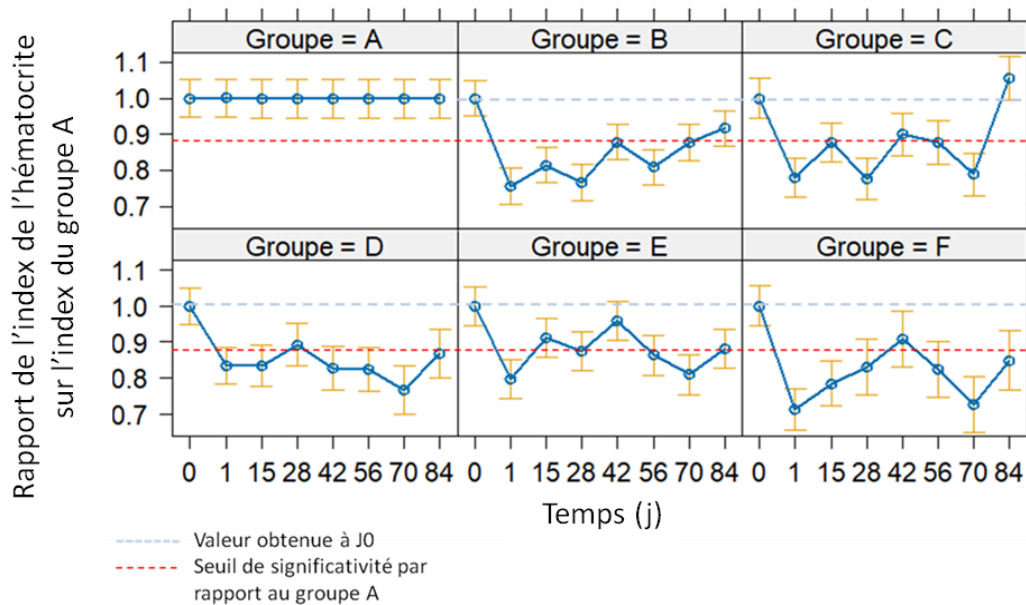 Rapport de l'index de l'hématocrite
sur l'index du groupe A
Groupe = A
Groupe = B
Groupe = C
1.1
1.0
0.9
0.8
0.7
Groupe = D
Groupe = E
Groupe = F
1.1
1.0
0.9
0.8
0.7
0 1 15 28 42 56 70 84
0 1 15 28 42 56 70 84
0 1 15 28 42 56 70 84
Temps (j)
Valeur obtenue à J0
Seuil de significativité par
rapport au groupe A